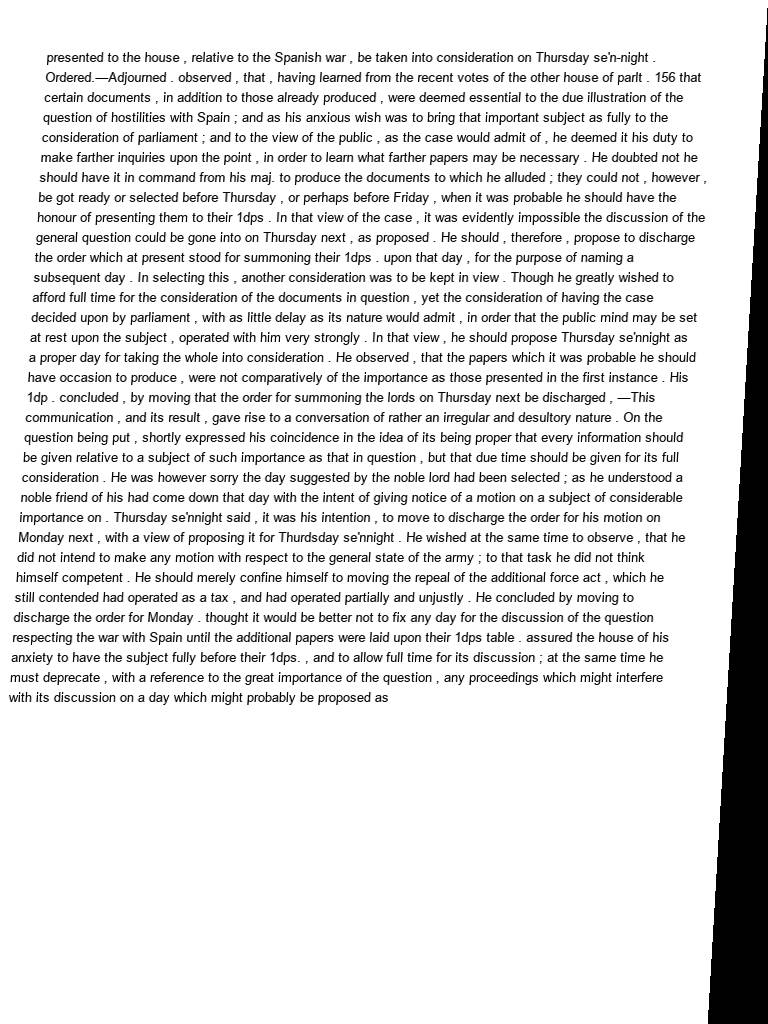 presented to the house , relative to the Spanish war , be taken into consideration on Thursday se'n-night .
Ordered.—Adjourned . observed , that , having learned from the recent votes of the other house of parlt . 156 that
certain documents , in addition to those already produced , were deemed essential to the due illustration of the
question of hostilities with Spain ; and as his anxious wish was to bring that important subject as fully to the
consideration of parliament ; and to the view of the public , as the case would admit of , he deemed it his duty to
make farther inquiries upon the point , in order to learn what farther papers may be necessary . He doubted not he
should have it in command from his maj. to produce the documents to which he alluded ; they could not , however ,
be got ready or selected before Thursday , or perhaps before Friday , when it was probable he should have the
honour of presenting them to their 1dps . In that view of the case , it was evidently impossible the discussion of the
general question could be gone into on Thursday next , as proposed . He should , therefore , propose to discharge
the order which at present stood for summoning their 1dps . upon that day , for the purpose of naming a
subsequent day . In selecting this , another consideration was to be kept in view . Though he greatly wished to
afford full time for the consideration of the documents in question , yet the consideration of having the case
decided upon by parliament , with as little delay as its nature would admit , in order that the public mind may be set
at rest upon the subject , operated with him very strongly . In that view , he should propose Thursday se'nnight as
a proper day for taking the whole into consideration . He observed , that the papers which it was probable he should
have occasion to produce , were not comparatively of the importance as those presented in the first instance . His
1dp . concluded , by moving that the order for summoning the lords on Thursday next be discharged , —This
communication , and its result , gave rise to a conversation of rather an irregular and desultory nature . On the
question being put , shortly expressed his coincidence in the idea of its being proper that every information should
be given relative to a subject of such importance as that in question , but that due time should be given for its full
consideration . He was however sorry the day suggested by the noble lord had been selected ; as he understood a
noble friend of his had come down that day with the intent of giving notice of a motion on a subject of considerable
importance on . Thursday se'nnight said , it was his intention , to move to discharge the order for his motion on
Monday next , with a view of proposing it for Thurdsday se'nnight . He wished at the same time to observe , that he
did not intend to make any motion with respect to the general state of the army ; to that task he did not think
himself competent . He should merely confine himself to moving the repeal of the additional force act , which he
still contended had operated as a tax , and had operated partially and unjustly . He concluded by moving to
discharge the order for Monday . thought it would be better not to fix any day for the discussion of the question
respecting the war with Spain until the additional papers were laid upon their 1dps table . assured the house of his
anxiety to have the subject fully before their 1dps. , and to allow full time for its discussion ; at the same time he
must deprecate , with a reference to the great importance of the question , any proceedings which might interfere
with its discussion on a day which might probably be proposed as